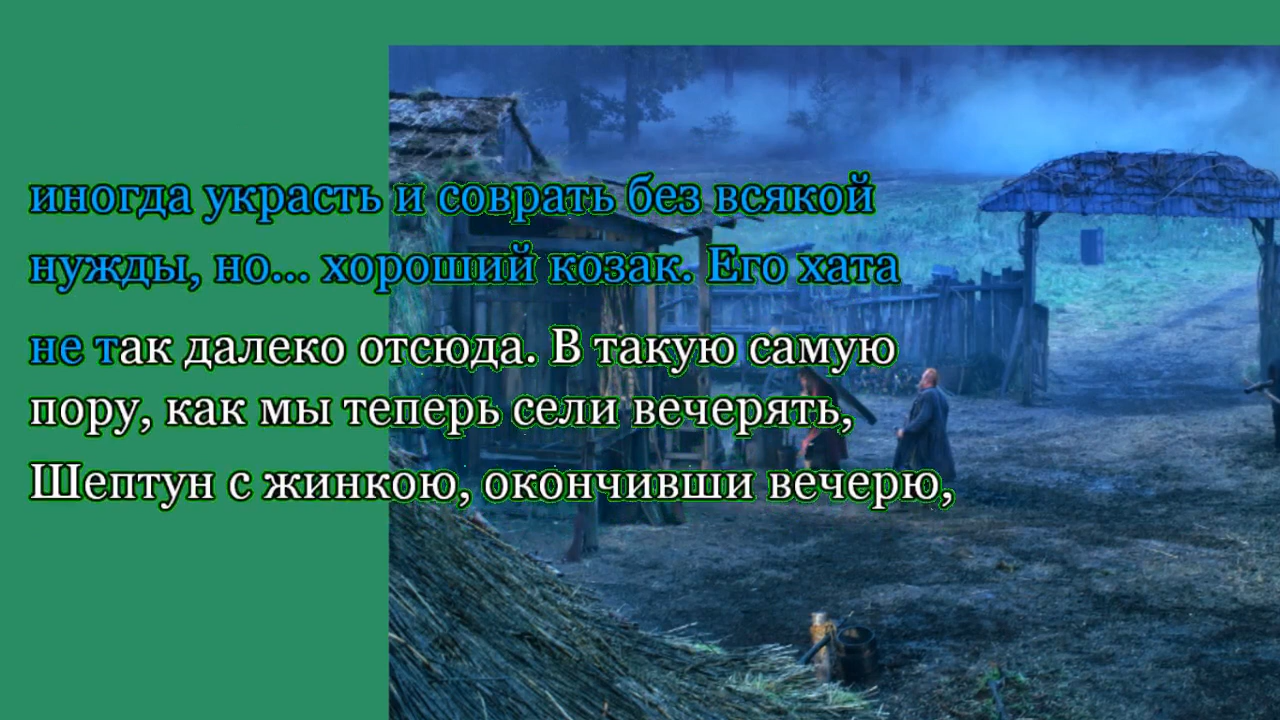 иногда украсть и соврать без всякой
нужды, но... хороший козак. Его хата
не так далеко отсюда. В такую самую
пору, как мы теперь сели вечерять,
Шептун с жинкою, окончивши вечерю,